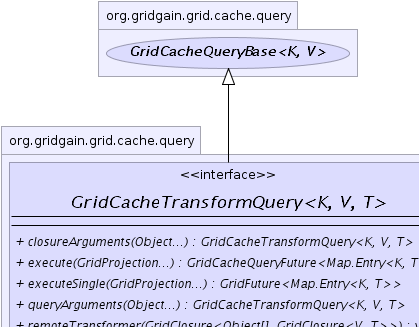 org.gridgain.grid.cache.query
GridCacheQueryBase<K, V>
org.gridgain.grid.cache.query
<<interface>>
GridCacheTransformQuery<K, V, T>
+ closureArguments(Object...) : GridCacheTransformQuery<K, V, T>
+ execute(GridProjection...) : GridCacheQueryFuture<Map.Entry<K, T>>
+ executeSingle(GridProjection...) : GridFuture<Map.Entry<K, T>>
+ queryArguments(Object...) : GridCacheTransformQuery<K, V, T>
+ remoteTransformer(GridClosure<Object[], GridClosure<V, T>>) :